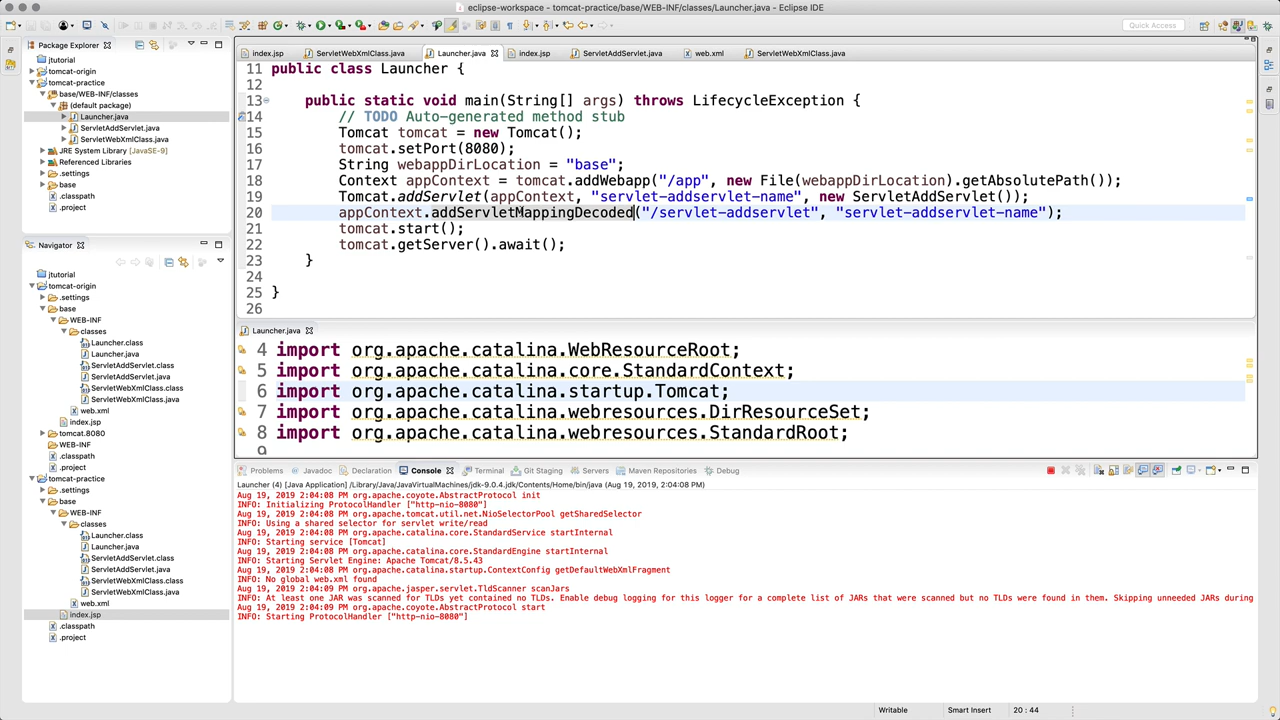 eclipse-workspace - tomcat-practice/base/WEB-INF/classes/Launcher.java - Eclipse IDE
Quick Access
Package Explorer
jtutorial
tomcat-origin
tomcat-practice
base/WEB-INF/classes
(default package)
Launcher.java
ServletAddServlet.java
ServletWebXmlClass.java
JRE System Library [JavaSE-9]
Referenced Libraries
.settings
base
.classpath
.project
Navigator
jtutorial
tomcat-origin
.settings
base
WEB-INF
classes
Launcher.class
Launcher.java
ServletAddServlet.class
ServletAddServlet.java
ServletWebXmlClass.class
ServletWebXmlClass.java
web.xml
index.jsp
tomcat.8080
WEB-INF
.classpath
.project
tomcat-practice
.settings
base
WEB-INF
classes
Launcher.class
Launcher.java
ServletAddServlet.class
ServletAddServlet.java
ServletWebXmlClass.class
ServletWebXmlClass.java
web.xml
index.jsp
.classpath
.project
index.jsp ServletWebXmlClass.java Launcher.java index.jsp ServletAddServlet.java web.xml ServletWebXmlClass.java
11 public class Launcher {
12
13 public static void main(String[] args) throws LifecycleException {
14 // TODO Auto-generated method stub
15 Tomcat tomcat = new Tomcat();
16 tomcat.setPort(8080);
17 String webappDirLocation = "base";
18 Context appContext = tomcat.addWebapp("/app", new File(webappDirLocation).getAbsolutePath());
19 Tomcat.addServlet(appContext, "servlet-addservlet-name", new ServletAddServlet());
20 appContext.addServletMappingDecoded("/servlet-addservlet", "servlet-addservlet-name");
21 tomcat.start();
22 tomcat.getServer().await();
23 }
24
25 }
26
Launcher.java
4 import org.apache.catalina.WebResourceRoot;
5 import org.apache.catalina.core.StandardContext;
6 import org.apache.catalina.startup.Tomcat;
7 import org.apache.catalina.webresources.DirResourceSet;
8 import org.apache.catalina.webresources.StandardRoot;
9
Problems Javadoc Declaration Console Terminal Git Staging Servers Maven Repositories Debug
Launcher (4) [Java Application] /Library/Java/JavaVirtualMachines/jdk-9.0.4.jdk/Contents/Home/bin/java (Aug 19, 2019, 2:04:08 PM)
Aug 19, 2019 2:04:08 PM org.apache.coyote.AbstractProtocol init
INFO: Initializing ProtocolHandler ["http-nio-8080"]
Aug 19, 2019 2:04:08 PM org.apache.tomcat.util.net.NioSelectorPool getSharedSelector
INFO: Using a shared selector for servlet write/read
Aug 19, 2019 2:04:08 PM org.apache.catalina.core.StandardService startInternal
INFO: Starting service [Tomcat]
Aug 19, 2019 2:04:08 PM org.apache.catalina.core.StandardEngine startInternal
INFO: Starting Servlet Engine: Apache Tomcat/8.5.43
Aug 19, 2019 2:04:08 PM org.apache.catalina.startup.ContextConfig getDefaultWebXmlFragment
INFO: No global web.xml found
Aug 19, 2019 2:04:09 PM org.apache.jasper.servlet.TldScanner scanJars
INFO: At least one JAR was scanned for TLDs yet contained no TLDs. Enable debug logging for this logger for a complete list of JARs that were scanned but no TLDs were found in them. Skipping unneeded JARs during
Aug 19, 2019 2:04:09 PM org.apache.coyote.AbstractProtocol start
INFO: Starting ProtocolHandler ["http-nio-8080"]
Writable Smart Insert 20 : 44